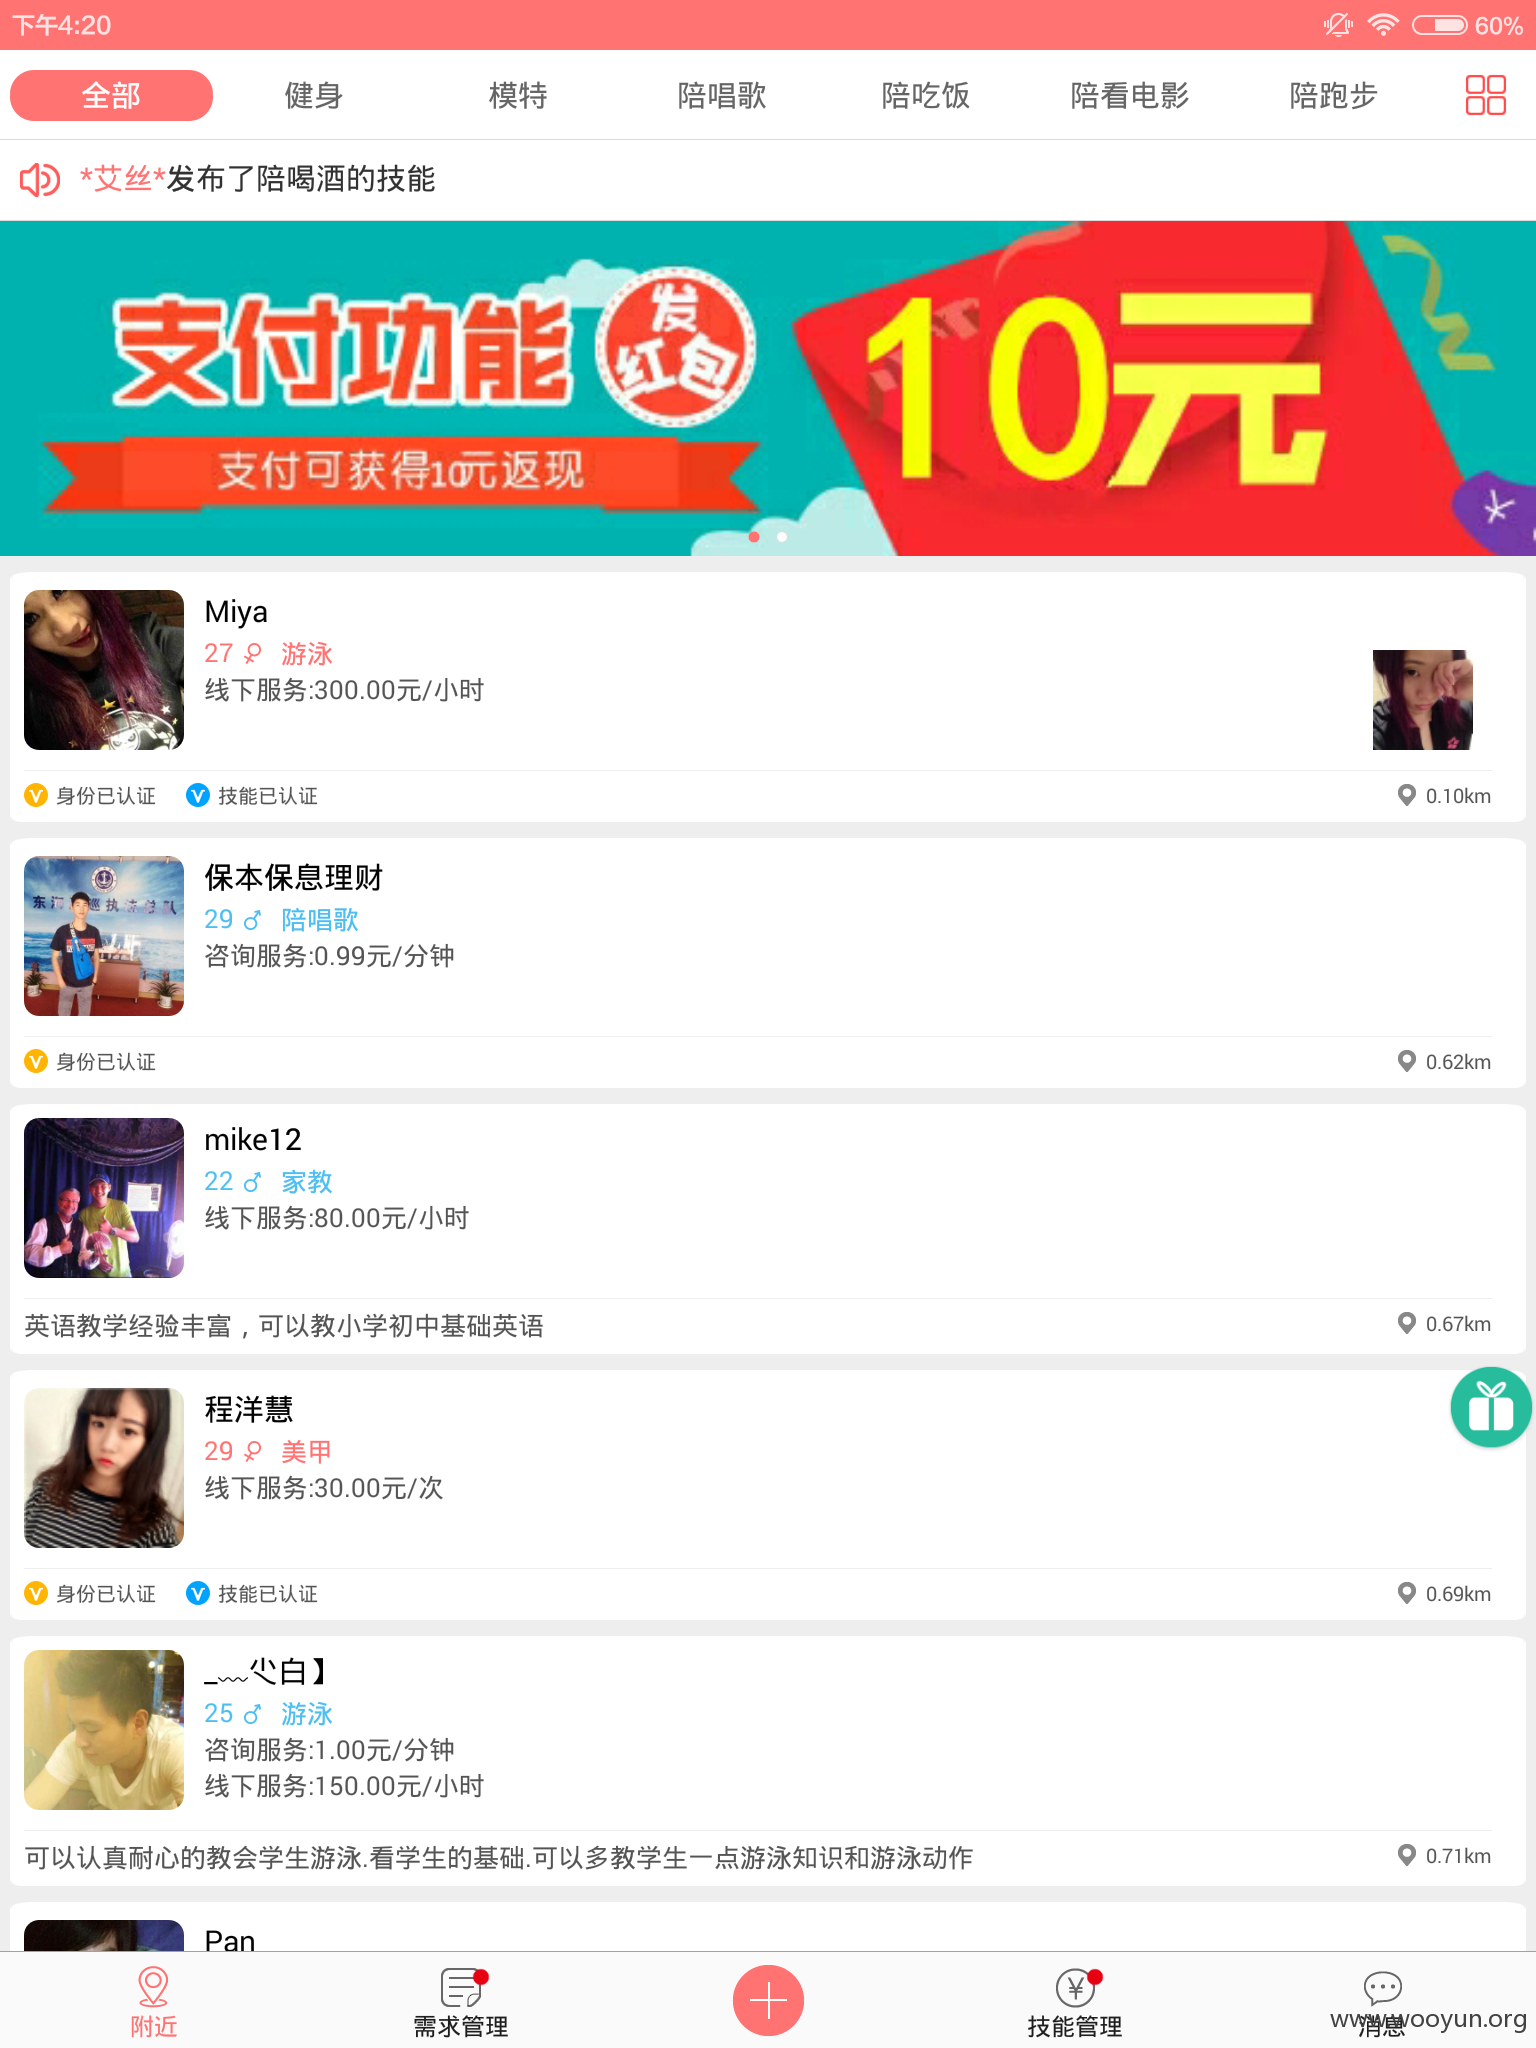 下午4:20
60%
全部 健身 模特 陪唱歌 陪吃饭 陪看电影 陪跑步
*艾丝*发布了陪喝酒的技能
支付功能 发红包 10元
支付可获得10元返现
Miya
27 游泳
线下服务:300.00元/小时
身份已认证 技能已认证 0.10km
保本保息理财
29 陪唱歌
咨询服务:0.99元/分钟
身份已认证 0.62km
mike12
22 家教
线下服务:80.00元/小时
英语教学经验丰富，可以教小学初中基础英语 0.67km
程洋慧
29 美甲
线下服务:30.00元/次
身份已认证 技能已认证 0.69km
白】
25 游泳
咨询服务:1.00元/分钟
线下服务:150.00元/小时
可以认真耐心的教会学生游泳.看学生的基础.可以多教学生一点游泳知识和游泳动作 0.71km
Pan
附近 需求管理 技能管理 消息
www.wooyun.org